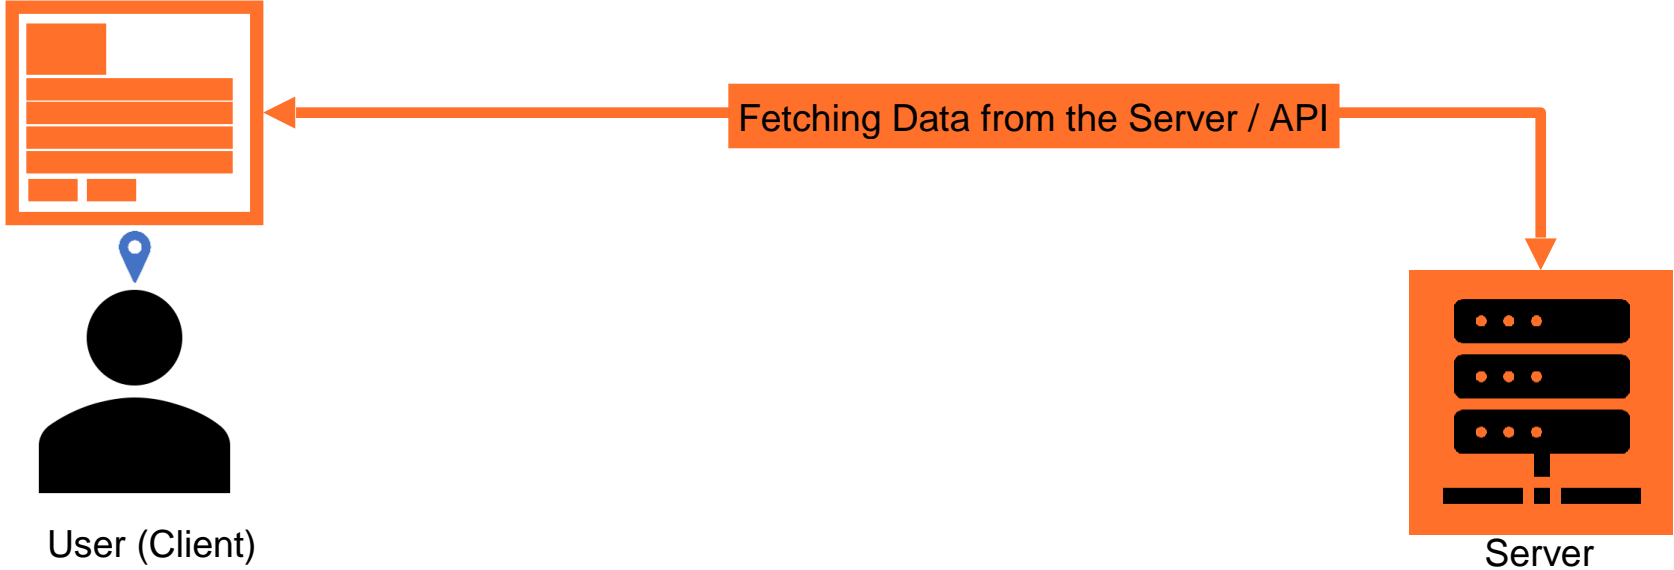 Fetching Data from the Server / API
User (Client)
Server